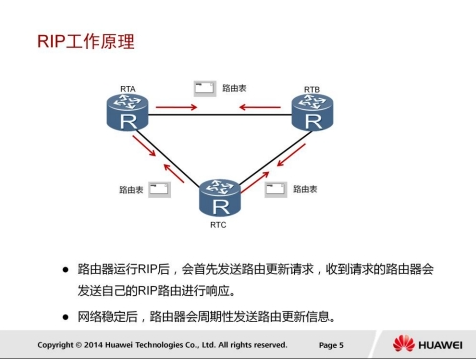 RIP工作原理
RTA
路由表
RTB
R
R
路由表
路由表
R
RTC
● 路由器运行RIP后，会首先发送路由更新请求，收到请求的路由器会
发送自己的RIP路由进行响应。
● 网络稳定后，路由器会周期性发送路由更新信息。
Copyright © 2014 Huawei Technologies Co., Ltd. All rights reserved.
Page 5
HUAWEI